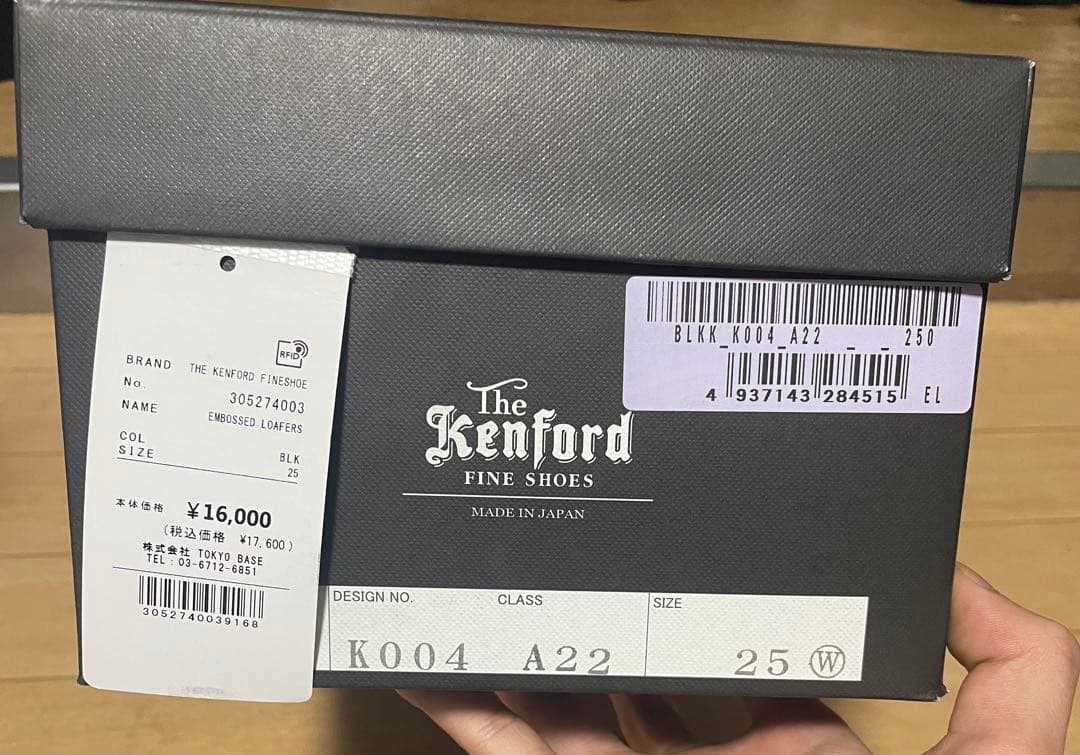 RFID
BRAND THE KENFORD FINESHOE
No. 305274003
NAME EMBOSSED LOAFERS
COL BLK
SIZE 25
本体価格 ¥16,000
(税込価格 ¥17,600)
株式会社 TOKYO BASE
TEL：03-6712-6851
3052740039168
BLKK_K004_A22 _ _ 250
4 937143 284515 EL
The
Kenford
FINE SHOES
MADE IN JAPAN
DESIGN NO. CLASS SIZE
K004 A22 25 W